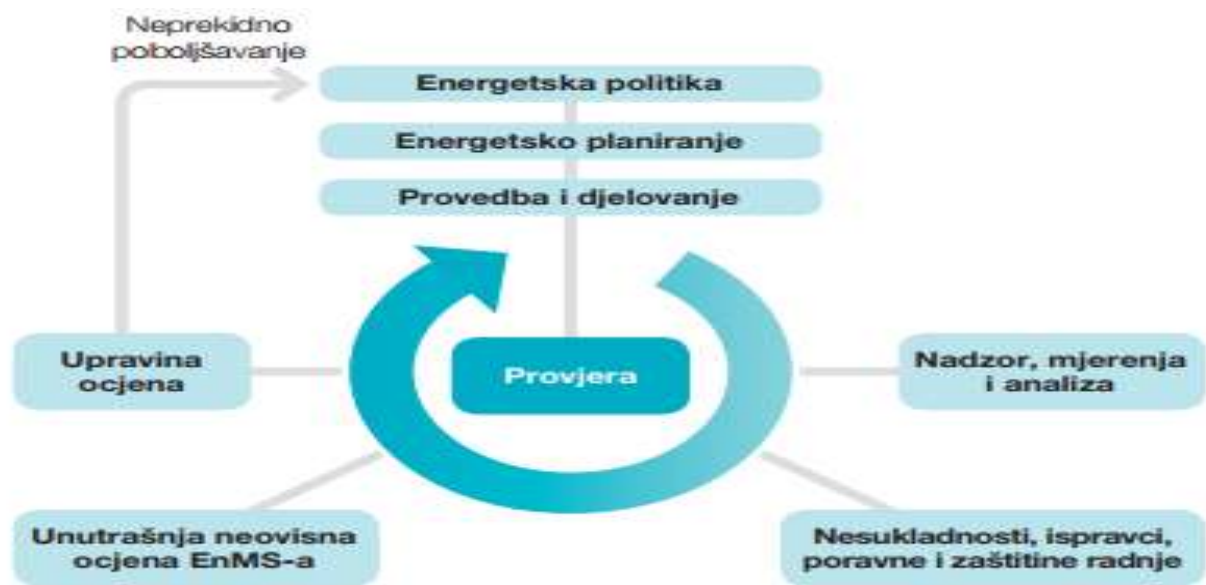 Neprekidno
poboljšavanje
Energetska politika
Energetsko planiranje
Provedba i djelovanje
Upravina
ocjena
Provjera
Nadzor, mjerenja
i analiza
Unutrašnja neovisna
ocjena EnMS-a
Nesukladnosti, ispravci,
poravne i zaštitine radnje